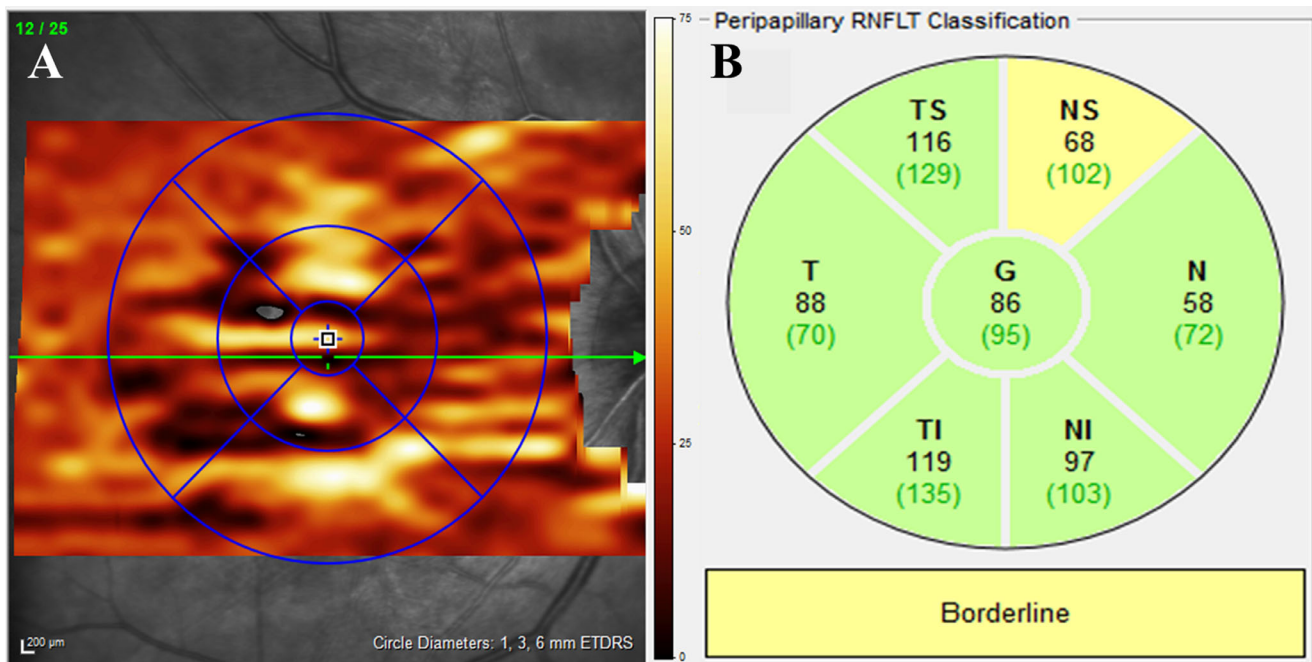 12 / 25
A
200 µm
Circle Diameters: 1, 3, 6 mm ETDRS
75
50
25
0
Peripapillary RNFLT Classification
B
TS
116
(129)
NS
68
(102)
T
88
(70)
G
86
(95)
N
58
(72)
TI
119
(135)
NI
97
(103)
Borderline